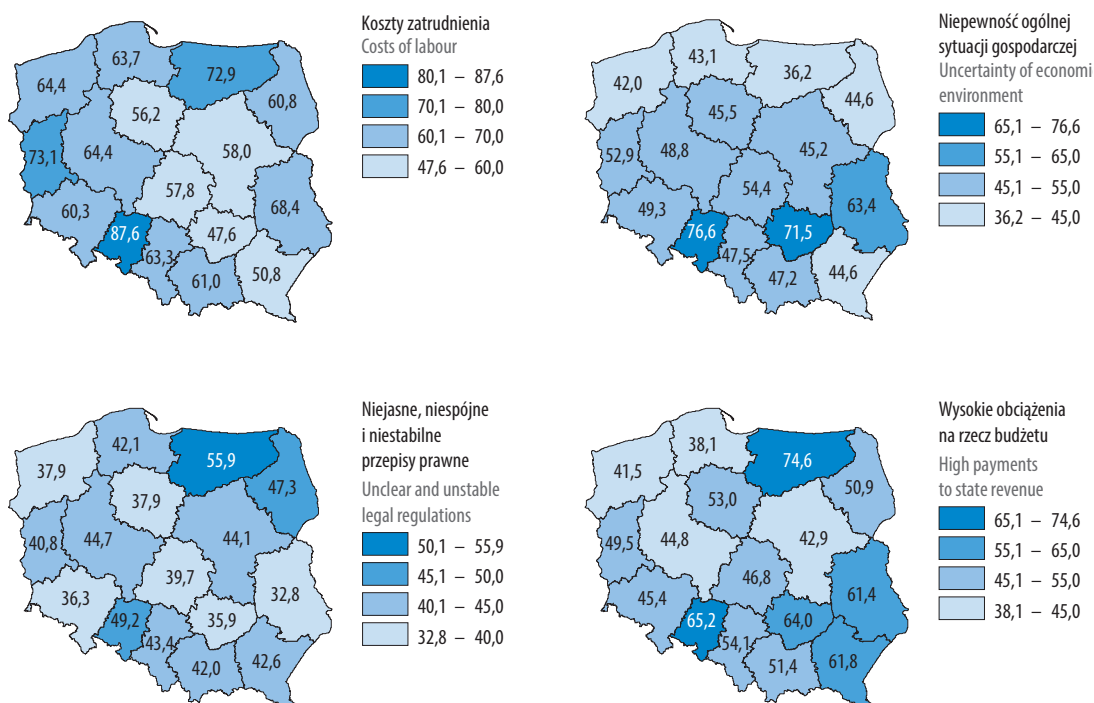 Koszty zatrudnienia
Costs of labour
80,1 – 87,6
70,1 – 80,0
60,1 – 70,0
47,6 – 60,0
63,7
72,9
64,4
60,8
56,2
73,1
64,4
58,0
57,8
60,3
68,4
87,6
47,6
63,3
61,0
50,8
Niepewność ogólnej
sytuacji gospodarczej
Uncertainty of economi
environment
65,1 – 76,6
55,1 – 65,0
45,1 – 55,0
36,2 – 45,0
43,1
36,2
42,0
44,6
45,5
52,9
48,8
45,2
54,4
49,3
63,4
76,6
71,5
47,5
47,2
44,6
Niejasne, niespójne
i niestabilne
przepisy prawne
Unclear and unstable
legal regulations
50,1 – 55,9
45,1 – 50,0
40,1 – 45,0
32,8 – 40,0
42,1
55,9
37,9
47,3
37,9
40,8
44,7
44,1
39,7
36,3
32,8
49,2
35,9
43,4
42,0
42,6
Wysokie obciążenia
na rzecz budżetu
High payments
to state revenue
65,1 – 74,6
55,1 – 65,0
45,1 – 55,0
38,1 – 45,0
38,1
74,6
41,5
50,9
53,0
49,5
44,8
42,9
46,8
45,4
61,4
65,2
64,0
54,1
51,4
61,8